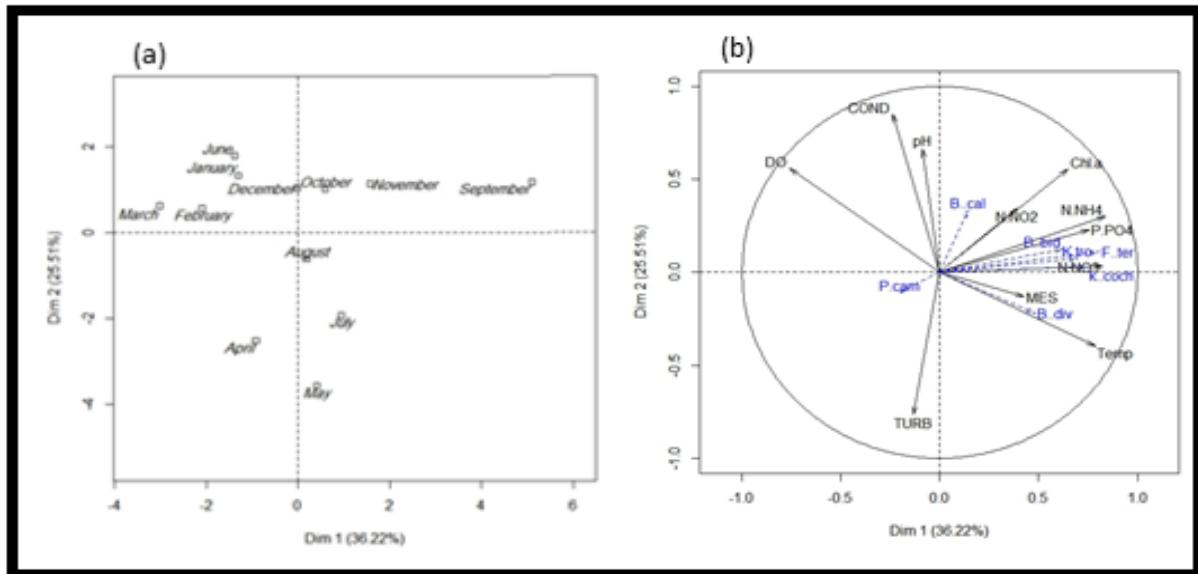 (a)
2
0
-2
-4
Dim 2 (25.51%)
June
January
December
October
November
September
March
February
August
July
April
May
-4
-2
0
2
4
6
Dim 1 (36.22%)
(b)
1.0
0.5
0.0
-0.5
-1.0
Dim 2 (25.51%)
COND
pH
DO
Chl.a
B..cal
N.NO2
N.NH4
P.PO4
K.tro
F..ter
k..coch
P.cam
MES
B..div
Temp
TURB
-1.0
-0.5
0.0
0.5
1.0
Dim 1 (36.22%)